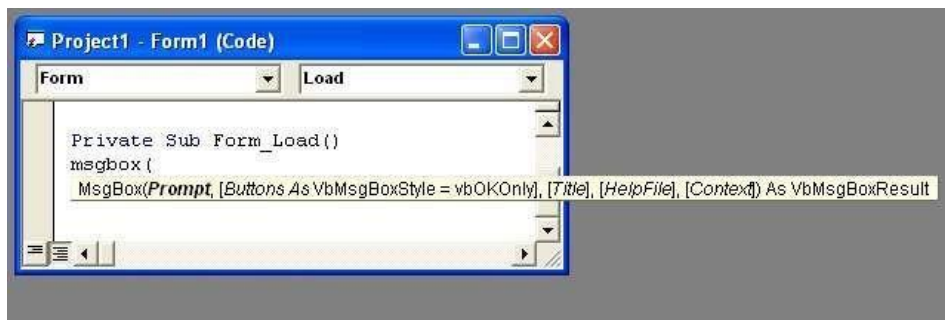 Project1 - Form1 (Code)
Form Load
Private Sub Form_Load()
msgbox(
MsgBox(Prompt, [Buttons As VbMsgBoxStyle = vbOKOnly], [Title], [HelpFile], [Context]) As VbMsgBoxResult